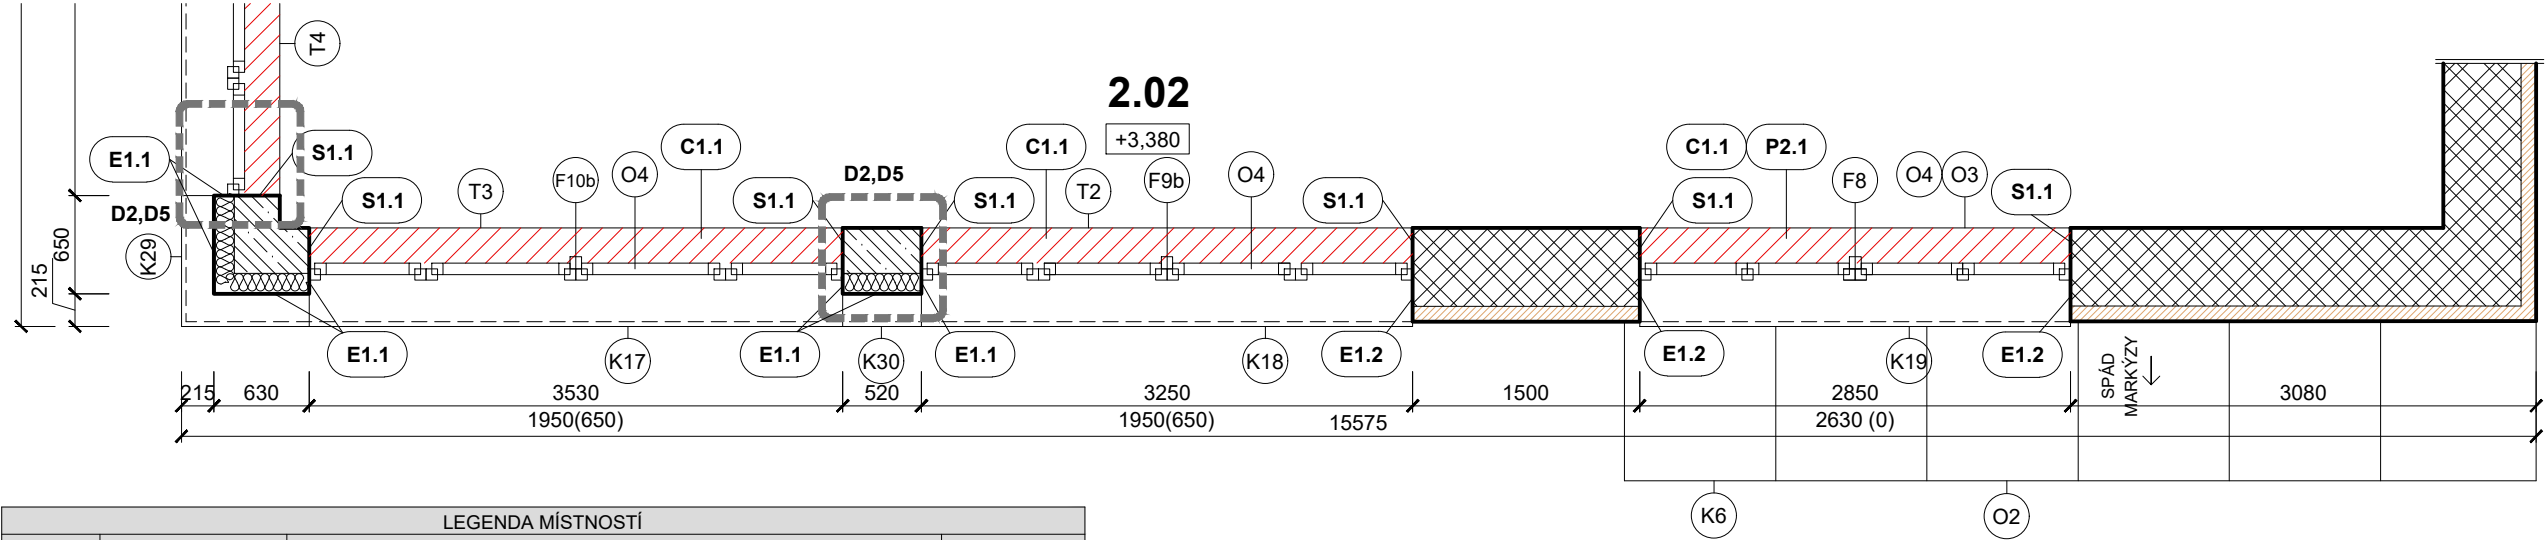 T4
2.02
+3,380
E1.1
S1.1
C1.1
C1.1
C1.1
P2.1
D2,D5
T3
F10b
O4
T2
F9b
O4
F8
O4
O3
S1.1
S1.1
S1.1
S1.1
S1.1
S1.1
D2,D5
K29
650
215
E1.1
K17
E1.1
K30
E1.1
K18
E1.2
E1.2
K19
E1.2
SPÁD
MARKÝZY
215
630
3530
520
3250
1500
2850
3080
1950(650)
1950(650)
15575
2630 (0)
K6
O2
LEGENDA MÍSTNOSTÍ